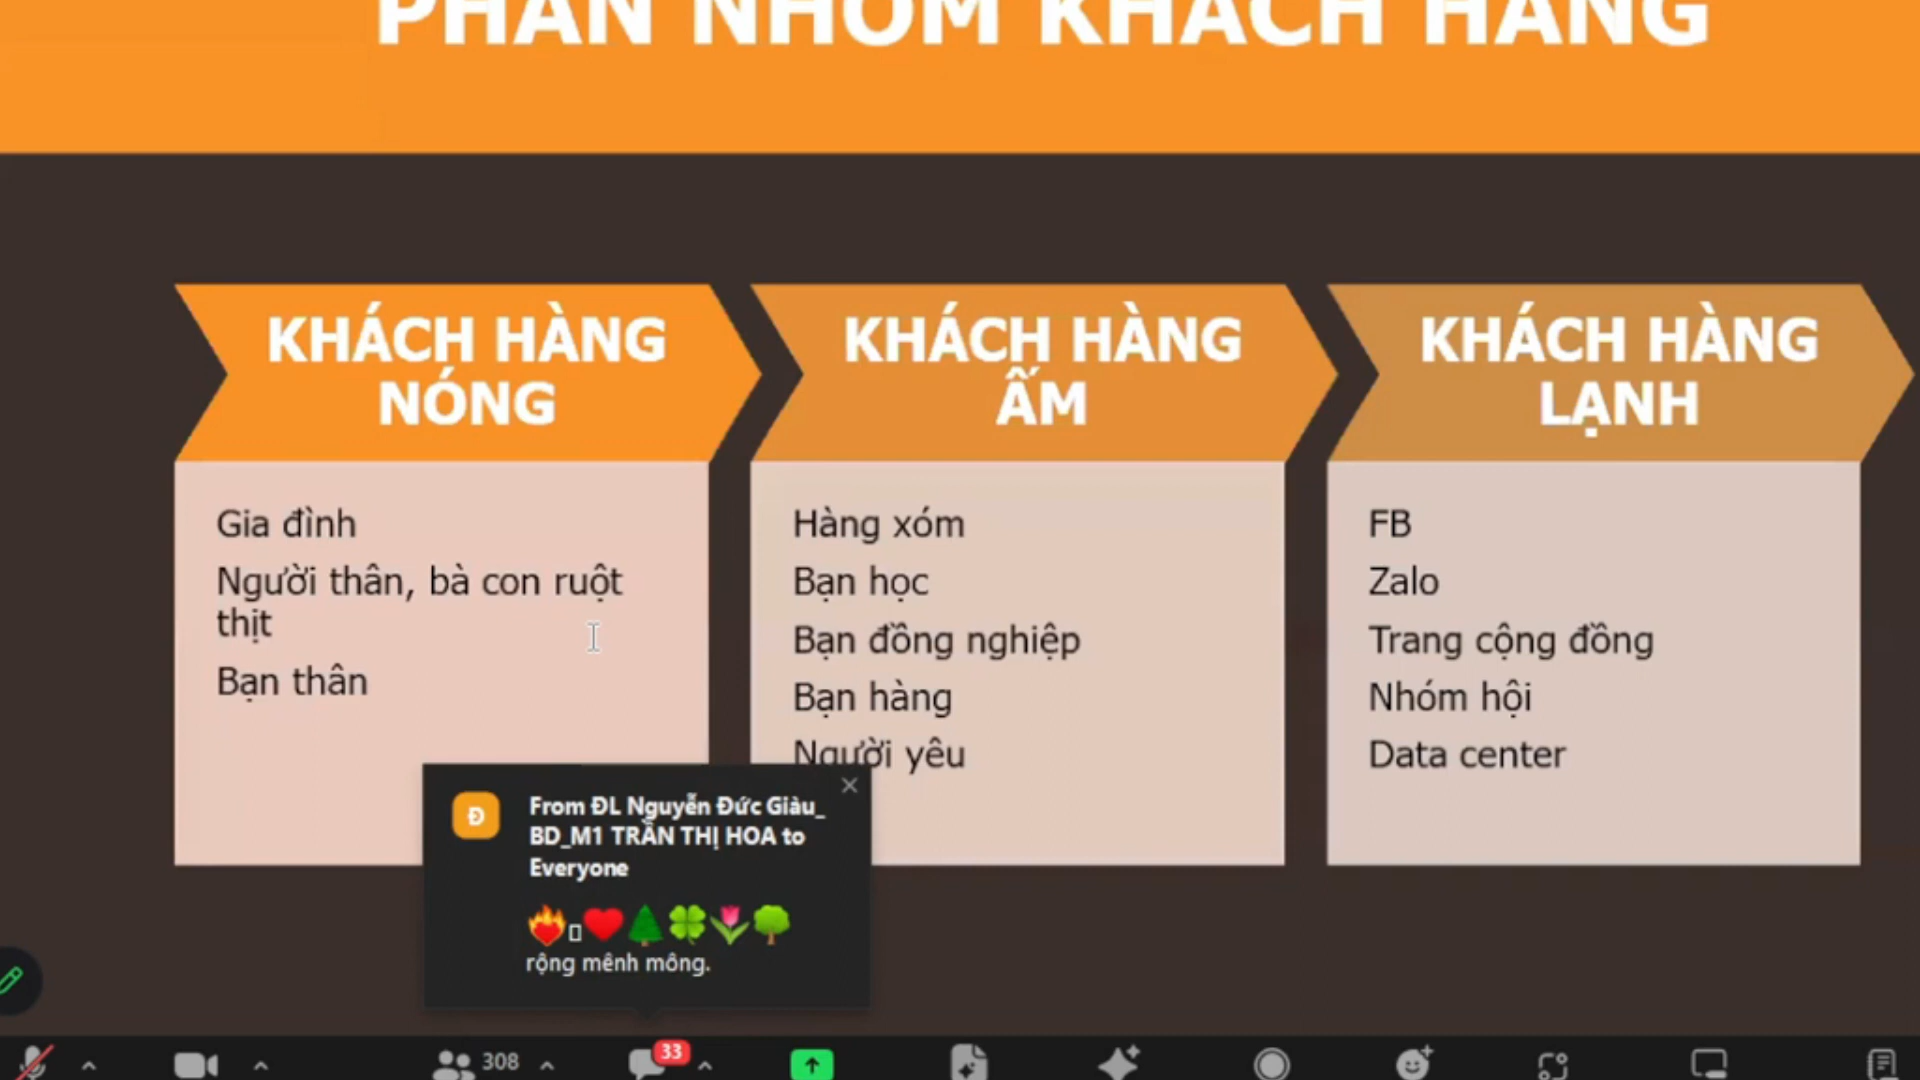 PHÂN NHÓM KHÁCH HÀNG
KHÁCH HÀNG
NÓNG
KHÁCH HÀNG
ẤM
KHÁCH HÀNG
LẠNH
Gia đình
Người thân, bà con ruột
thịt
Bạn thân
Hàng xóm
Bạn học
Bạn đồng nghiệp
Bạn hàng
Người yêu
FB
Zalo
Trang cộng đồng
Nhóm hội
Data center
Đ
From ĐL Nguyễn Đức Giàu_
BD_M1 TRẦN THỊ HOA to
Everyone
❤️‍🔥▯❤️🌲🍀🌷🌳
rộng mênh mông.
308
33